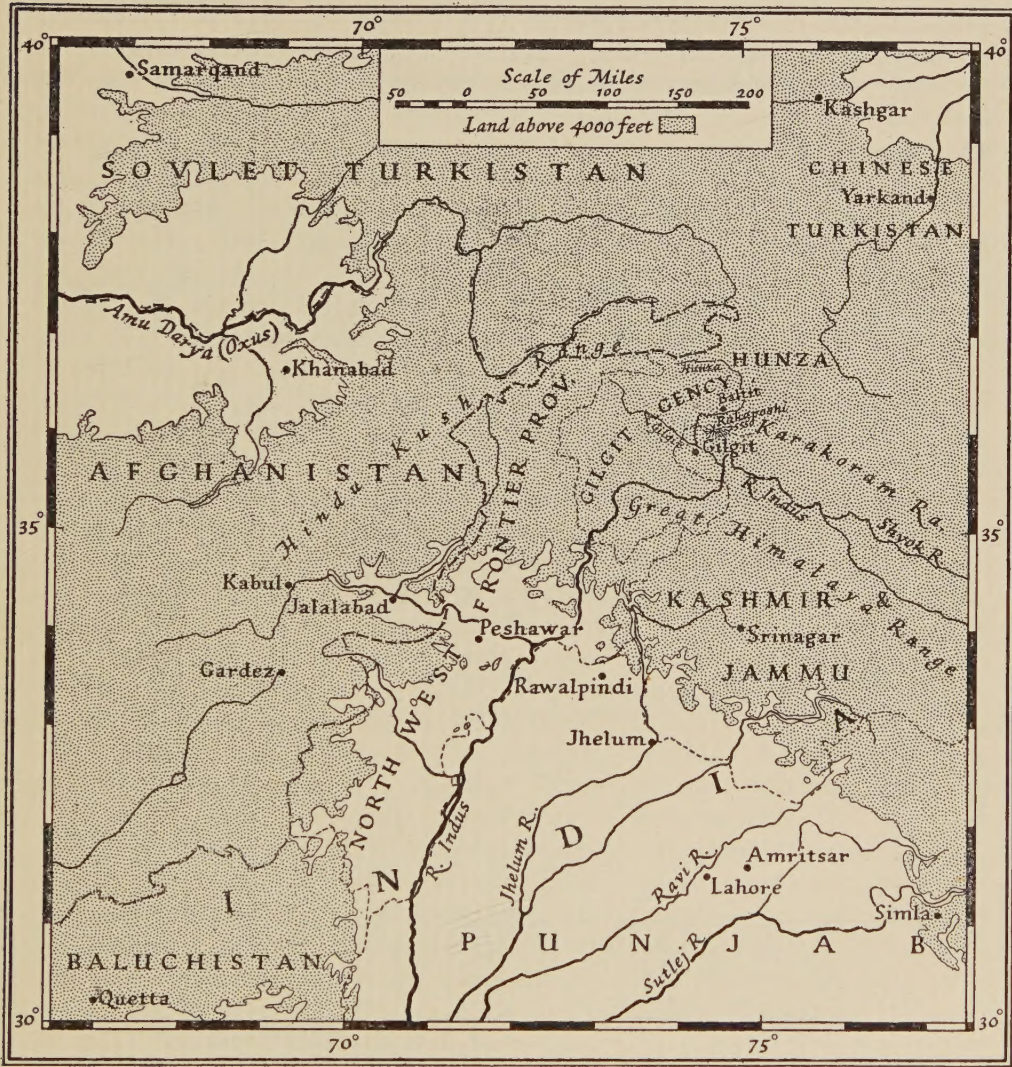 70°
75°
40°
40°
Samarqand
Scale of Miles
50 0 50 100 150 200
Land above 4000 feet
Kashgar
SOVIET TURKISTAN
CHINESE
Yarkand
TURKISTAN
Amu Darya (Oxus)
Khanabad
Hindu Kush Range
Hunza
HUNZA
Baltit
Rakaposhi
GILGIT AGENCY
Gilgit
Karakoram Ra.
AFGHANISTAN
NORTH WEST FRONTIER PROV.
R. Indus
Shyok R.
Great Himalaya Range
35°
35°
Kabul
Jalalabad
KASHMIR &
Peshawar
Srinagar
Gardez
Rawalpindi
JAMMU
Jhelum
INDIA
R. Indus
Jhelum R.
Ravi R.
Amritsar
Lahore
Simla
PUNJAB
Sutlej R.
BALUCHISTAN
Quetta
30°
30°
70°
75°